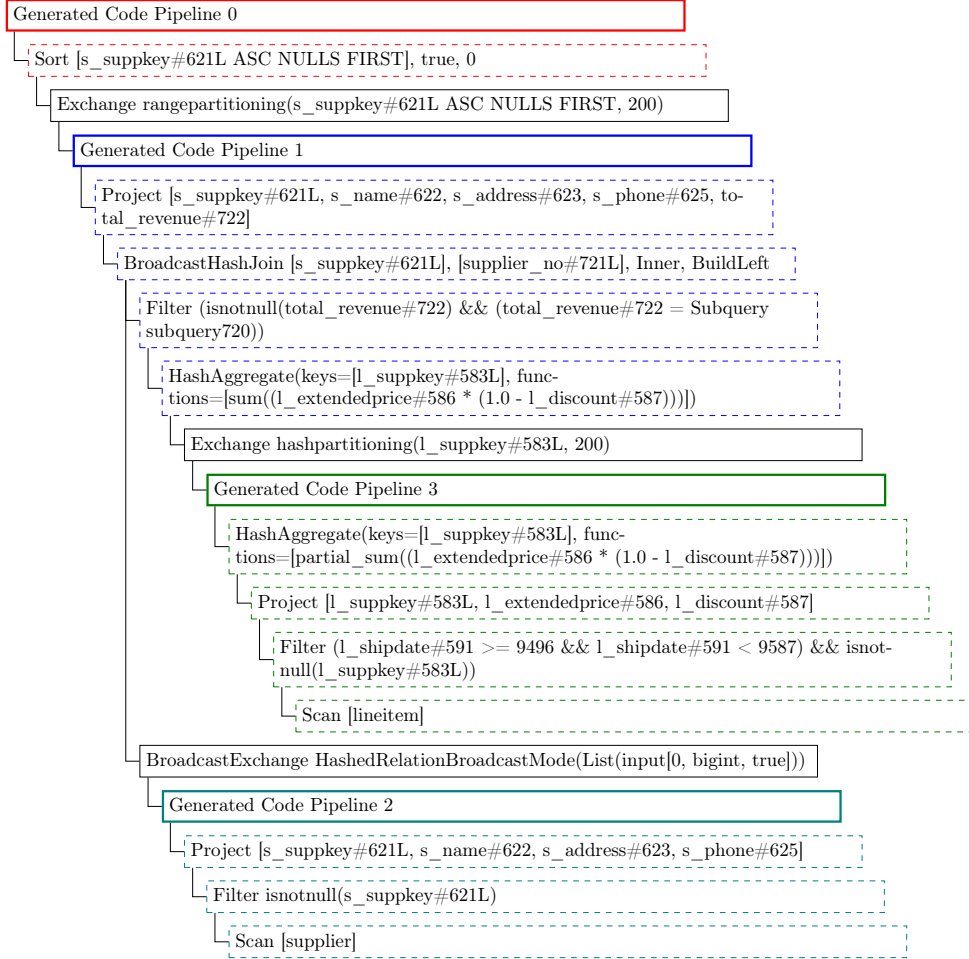 Generated Code Pipeline 0
Sort [s_suppkey#621L ASC NULLS FIRST], true, 0
Exchange rangepartitioning(s_suppkey#621L ASC NULLS FIRST, 200)
Generated Code Pipeline 1
Project [s_suppkey#621L, s_name#622, s_address#623, s_phone#625, to-
tal_revenue#722]
BroadcastHashJoin [s_suppkey#621L], [supplier_no#721L], Inner, BuildLeft
Filter (isnotnull(total_revenue#722) && (total_revenue#722 = Subquery
subquery720))
HashAggregate(keys=[l_suppkey#583L], func-
tions=[sum((l_extendedprice#586 * (1.0 - l_discount#587)))])
Exchange hashpartitioning(l_suppkey#583L, 200)
Generated Code Pipeline 3
HashAggregate(keys=[l_suppkey#583L], func-
tions=[partial_sum((l_extendedprice#586 * (1.0 - l_discount#587)))])
Project [l_suppkey#583L, l_extendedprice#586, l_discount#587]
Filter (l_shipdate#591 >= 9496 && l_shipdate#591 < 9587) && isnot-
null(l_suppkey#583L))
Scan [lineitem]
BroadcastExchange HashedRelationBroadcastMode(List(input[0, bigint, true]))
Generated Code Pipeline 2
Project [s_suppkey#621L, s_name#622, s_address#623, s_phone#625]
Filter isnotnull(s_suppkey#621L)
Scan [supplier]